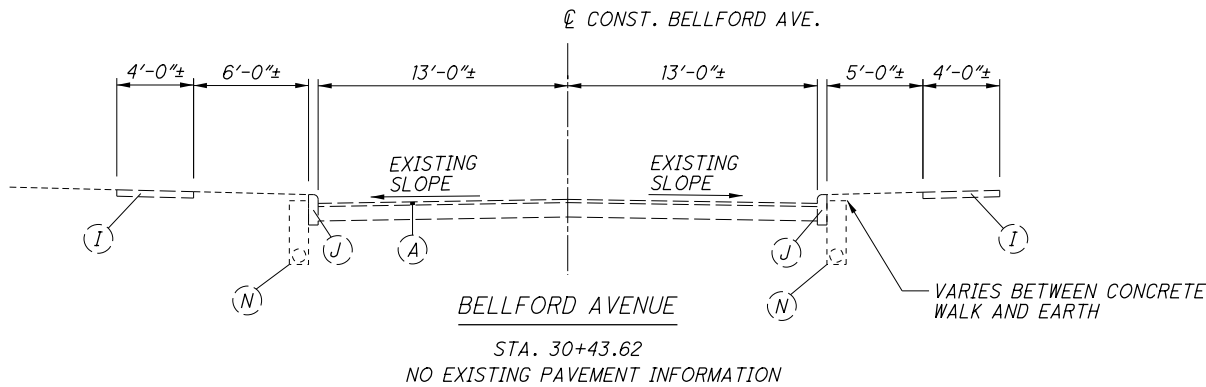 ℄ CONST. BELLFORD AVE.
4'-0"± 6'-0"± 13'-0"± 13'-0"± 5'-0"± 4'-0"±
EXISTING
SLOPE
EXISTING
SLOPE
I
J
A
J
I
N
N
VARIES BETWEEN CONCRETE
WALK AND EARTH
BELLFORD AVENUE
STA. 30+43.62
NO EXISTING PAVEMENT INFORMATION